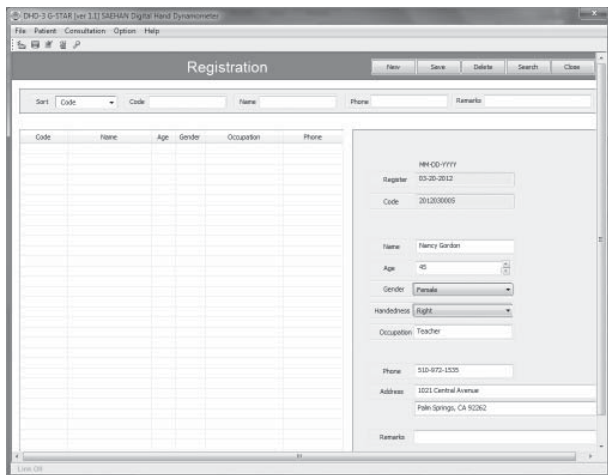 DHD-3 G-STAR [ver 1.1] SAEHAN Digital Hand Dynamometer
File Patient Consultation Option Help
Registration
New Save Delete Search Close
Sort Code Code Name Phone Remarks
Code Name Age Gender Occupation Phone
MM-DD-YYYY
Register 03-20-2012
Code 2012030005
Name Nancy Gordon
Age 45
Gender Female
Handedness Right
Occupation Teacher
Phone 510-972-1535
Address 1021 Central Avenue
Palm Springs, CA 92262
Remarks
Link Off